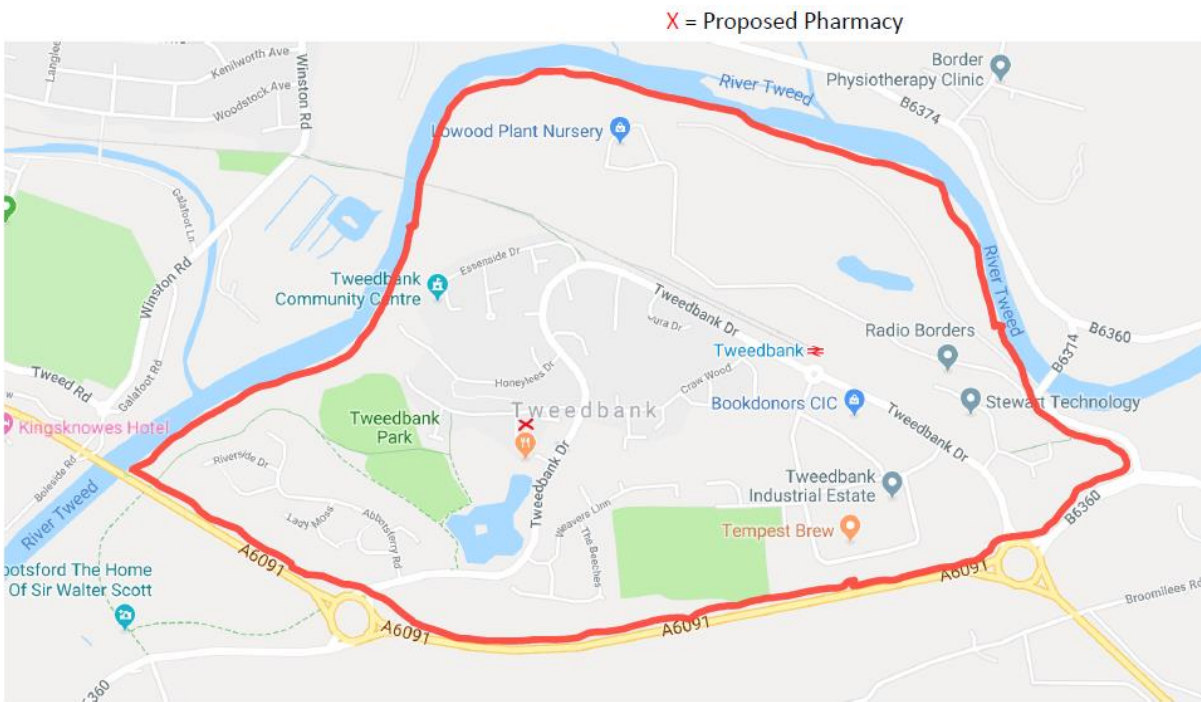 X = Proposed Pharmacy
Border
Physiotherapy Clinic
River Tweed
B6374
Kenilworth Ave
Woodstock Ave
Winston Rd
Lowood Plant Nursery
Galafoot Ln
Winston Rd
Essenside Dr
Tweedbank
Community Centre
Tweedbank Dr
River Tweed
B6360
B6374
Radio Borders
Tweedbank
Honeylees Dr
Craw Wood
Tweed Rd
Galafoot Rd
Tweedbank
Park
Tweedbank
X
Bookdonors CIC
Stewart Technology
Kingsknowes Hotel
Boleside Rd
Riverside Dr
Tweedbank Dr
Tweedbank Dr
Tweedbank
Industrial Estate
River Tweed
Lady Moss
Abbotsferry Rd
Weavers Linn
The Beeches
Tempest Brew
B6360
A6091
A6091
botsford The Home
Of Sir Walter Scott
A6091
A6091
Broomilees Rd
B6360